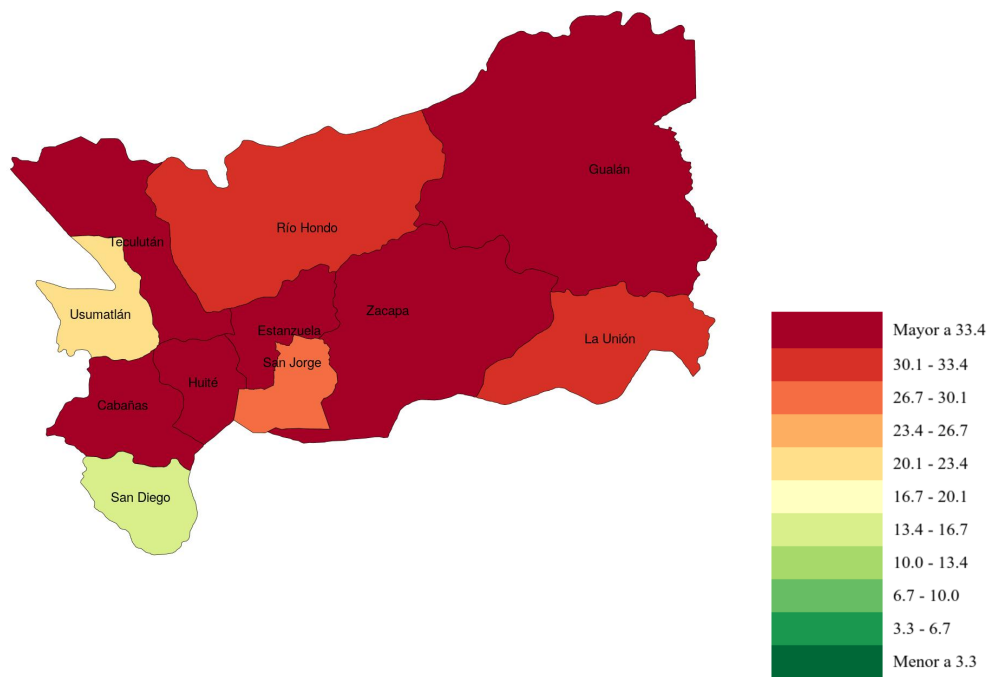 Gualán
Río Hondo
Teculután
Usumatlán
Zacapa
Estanzuela
La Unión
San Jorge
Huité
Cabañas
San Diego
Mayor a 33.4
30.1 - 33.4
26.7 - 30.1
23.4 - 26.7
20.1 - 23.4
16.7 - 20.1
13.4 - 16.7
10.0 - 13.4
6.7 - 10.0
3.3 - 6.7
Menor a 3.3